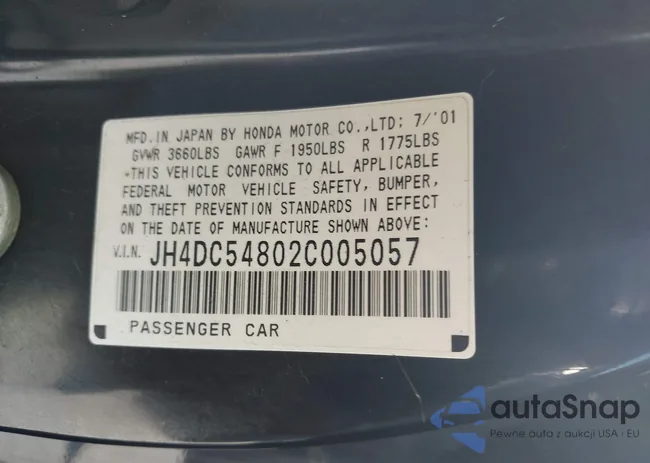 MFD.IN JAPAN BY HONDA MOTOR CO.,LTD; 7/'01
GVWR 3660LBS GAWR F 1950LBS R 1775LBS
THIS VEHICLE CONFORMS TO ALL APPLICABLE
FEDERAL MOTOR VEHICLE SAFETY, BUMPER,
AND THEFT PREVENTION STANDARDS IN EFFECT
ON THE DATE OF MANUFACTURE SHOWN ABOVE:
V.I.N. JH4DC54802C005057
PASSENGER CAR
autoSnap
Pewne auta z aukcji USA i EU